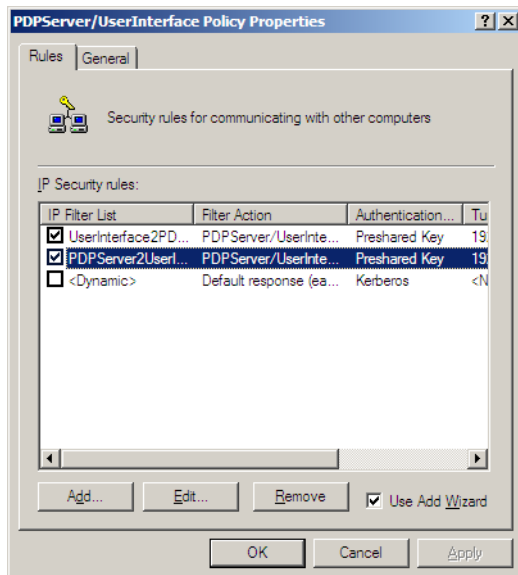 PDPServer/UserInterface Policy Properties
Rules General
Security rules for communicating with other computers
IP Security rules:
IP Filter List Filter Action Authentication... Tu
UserInterface2PD... PDPServer/UserInte... Preshared Key 19
PDPServer2UserI... PDPServer/UserInte... Preshared Key 19
<Dynamic> Default response (ea... Kerberos <N
Add... Edit... Remove Use Add Wizard
OK Cancel Apply